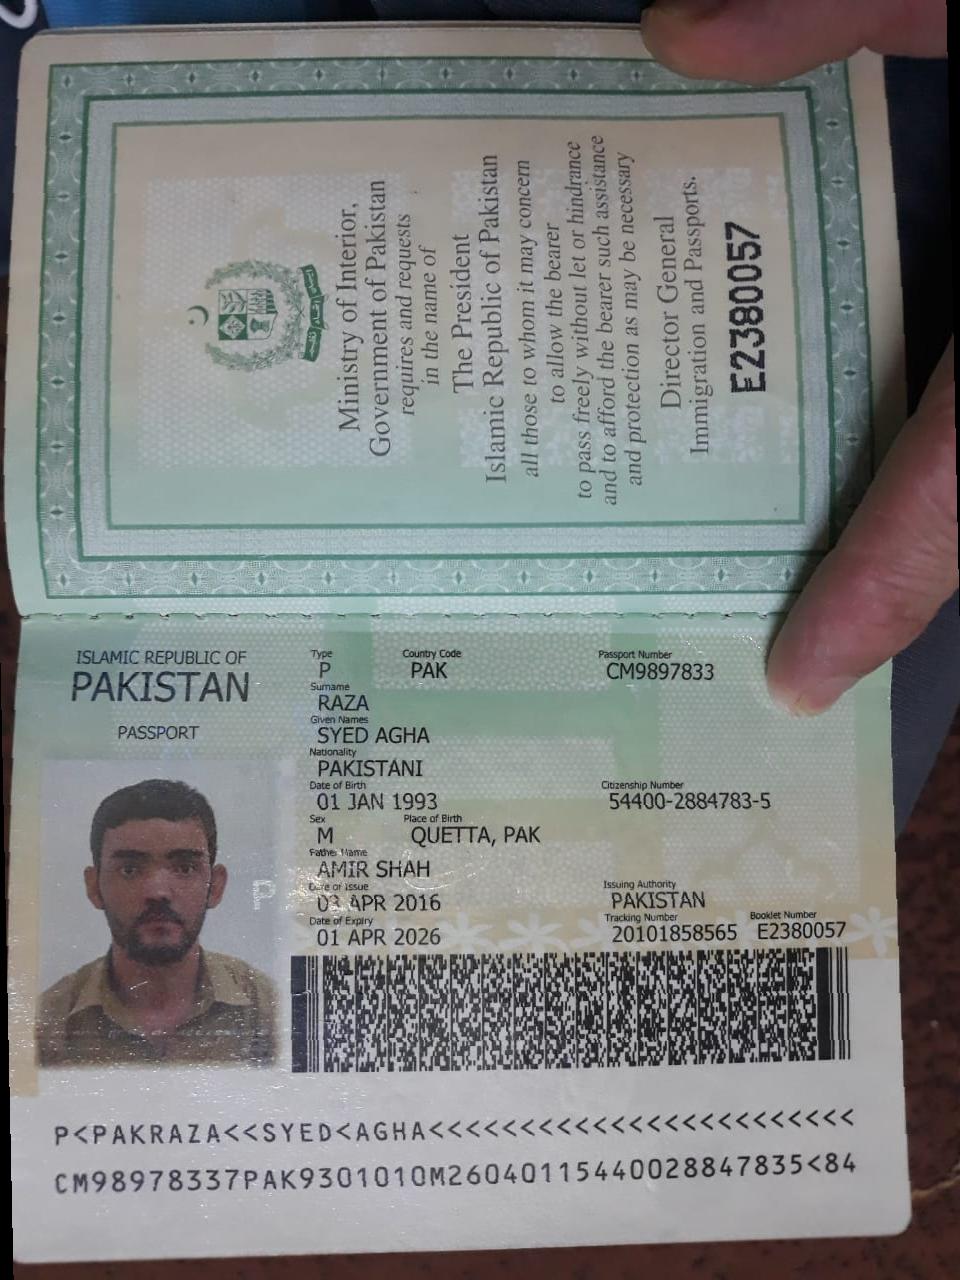 Ministry of Interior,
Government of Pakistan
requires and requests
in the name of
The President
Islamic Republic of Pakistan
all those to whom it may concern
to allow the bearer
to pass freely without let or hindrance
and to afford the bearer such assistance
and protection as may be necessary
Director General
Immigration and Passports.
E2380057
ISLAMIC REPUBLIC OF
PAKISTAN
PASSPORT
Type Country Code Passport Number
P PAK CM9897833
Surname
RAZA
Given Names
SYED AGHA
Nationality
PAKISTANI
Date of Birth Citizenship Number
01 JAN 1993 54400-2884783-5
Sex Place of Birth
M QUETTA, PAK
Father Name
AMIR SHAH
Date of Issue Issuing Authority
03 APR 2016 PAKISTAN
Date of Expiry Tracking Number Booklet Number
01 APR 2026 20101858565 E2380057
P<PAKRAZA<<SYED<AGHA<<<<<<<<<<<<<<<<<<<<<<<<
CM98978337PAK9301010M26040115440028847835<84